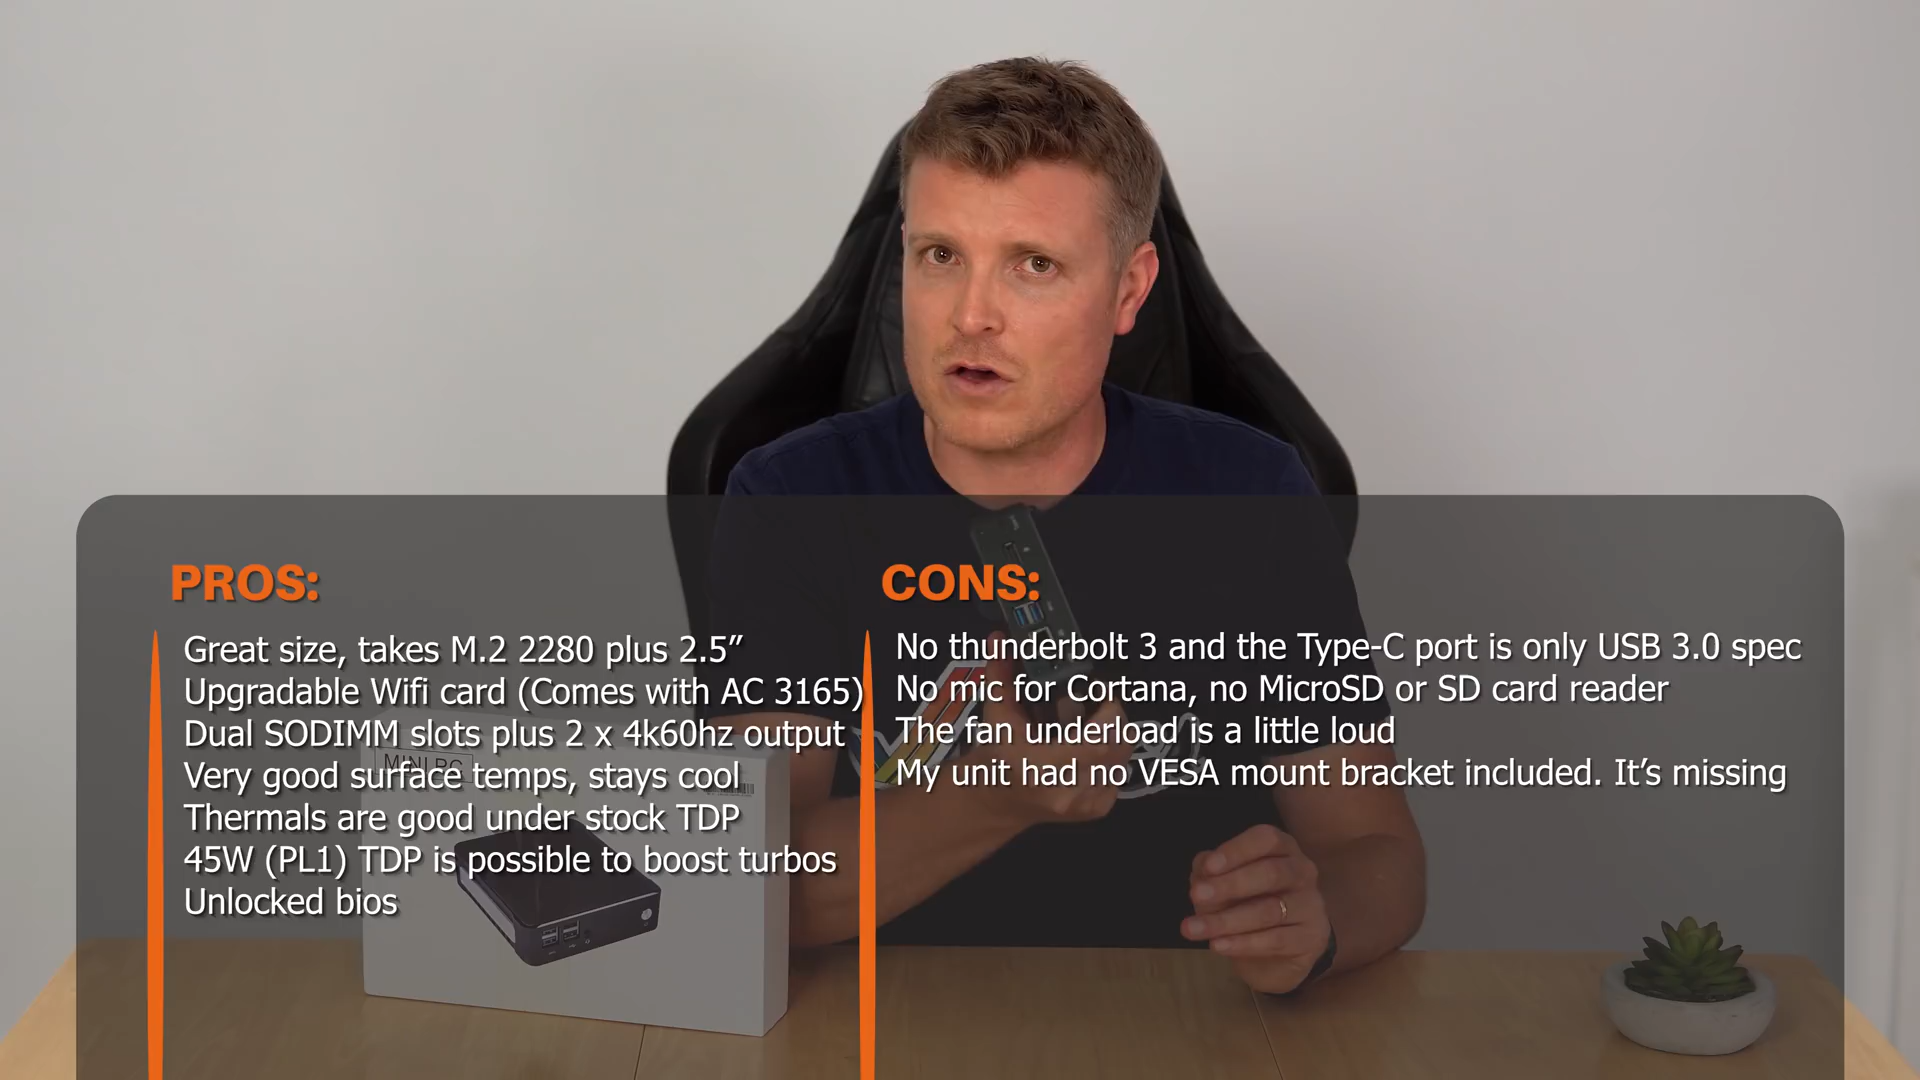 PROS:
Great size, takes M.2 2280 plus 2.5”
Upgradable Wifi card (Comes with AC 3165)
Dual SODIMM slots plus 2 x 4k60hz output
Very good surface temps, stays cool
Thermals are good under stock TDP
45W (PL1) TDP is possible to boost turbos
Unlocked bios
CONS:
No thunderbolt 3 and the Type-C port is only USB 3.0 spec
No mic for Cortana, no MicroSD or SD card reader
The fan underload is a little loud
My unit had no VESA mount bracket included. It’s missing
MINI PC